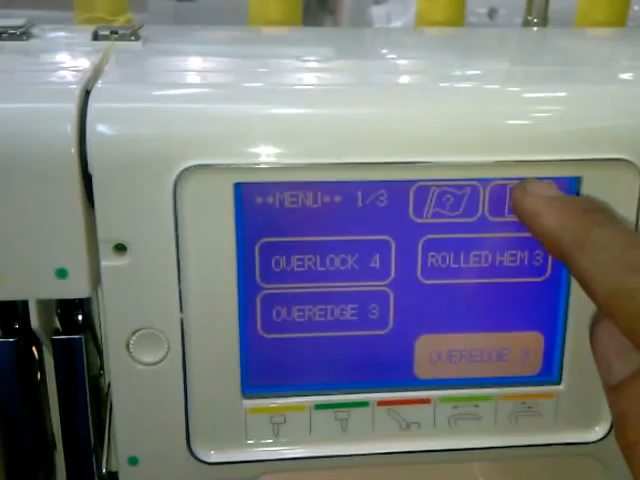 **MENU** 1/3
?
OVERLOCK 4
ROLLED HEM 3
OVEREDGE 3
OVEREDGE 3